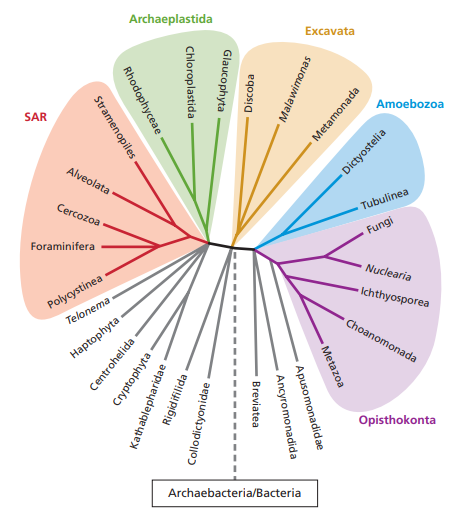 Archaeplastida
Excavata
Amoebozoa
SAR
Opisthokonta
Stramenopiles
Alveolata
Cercozoa
Foraminifera
Polycystinea
Rhodophyceae
Chloroplastida
Glaucophyta
Discoba
Malawimonas
Metamonada
Dictyostelia
Tubulinea
Fungi
Nuclearia
Ichthyosporea
Choanomonada
Metazoa
Telonema
Haptophyta
Centrohelida
Cryptophyta
Kathablepharidae
Rigidifilida
Collodictyonidae
Breviatea
Ancyromonadida
Apusomonadidae
Archaebacteria/Bacteria